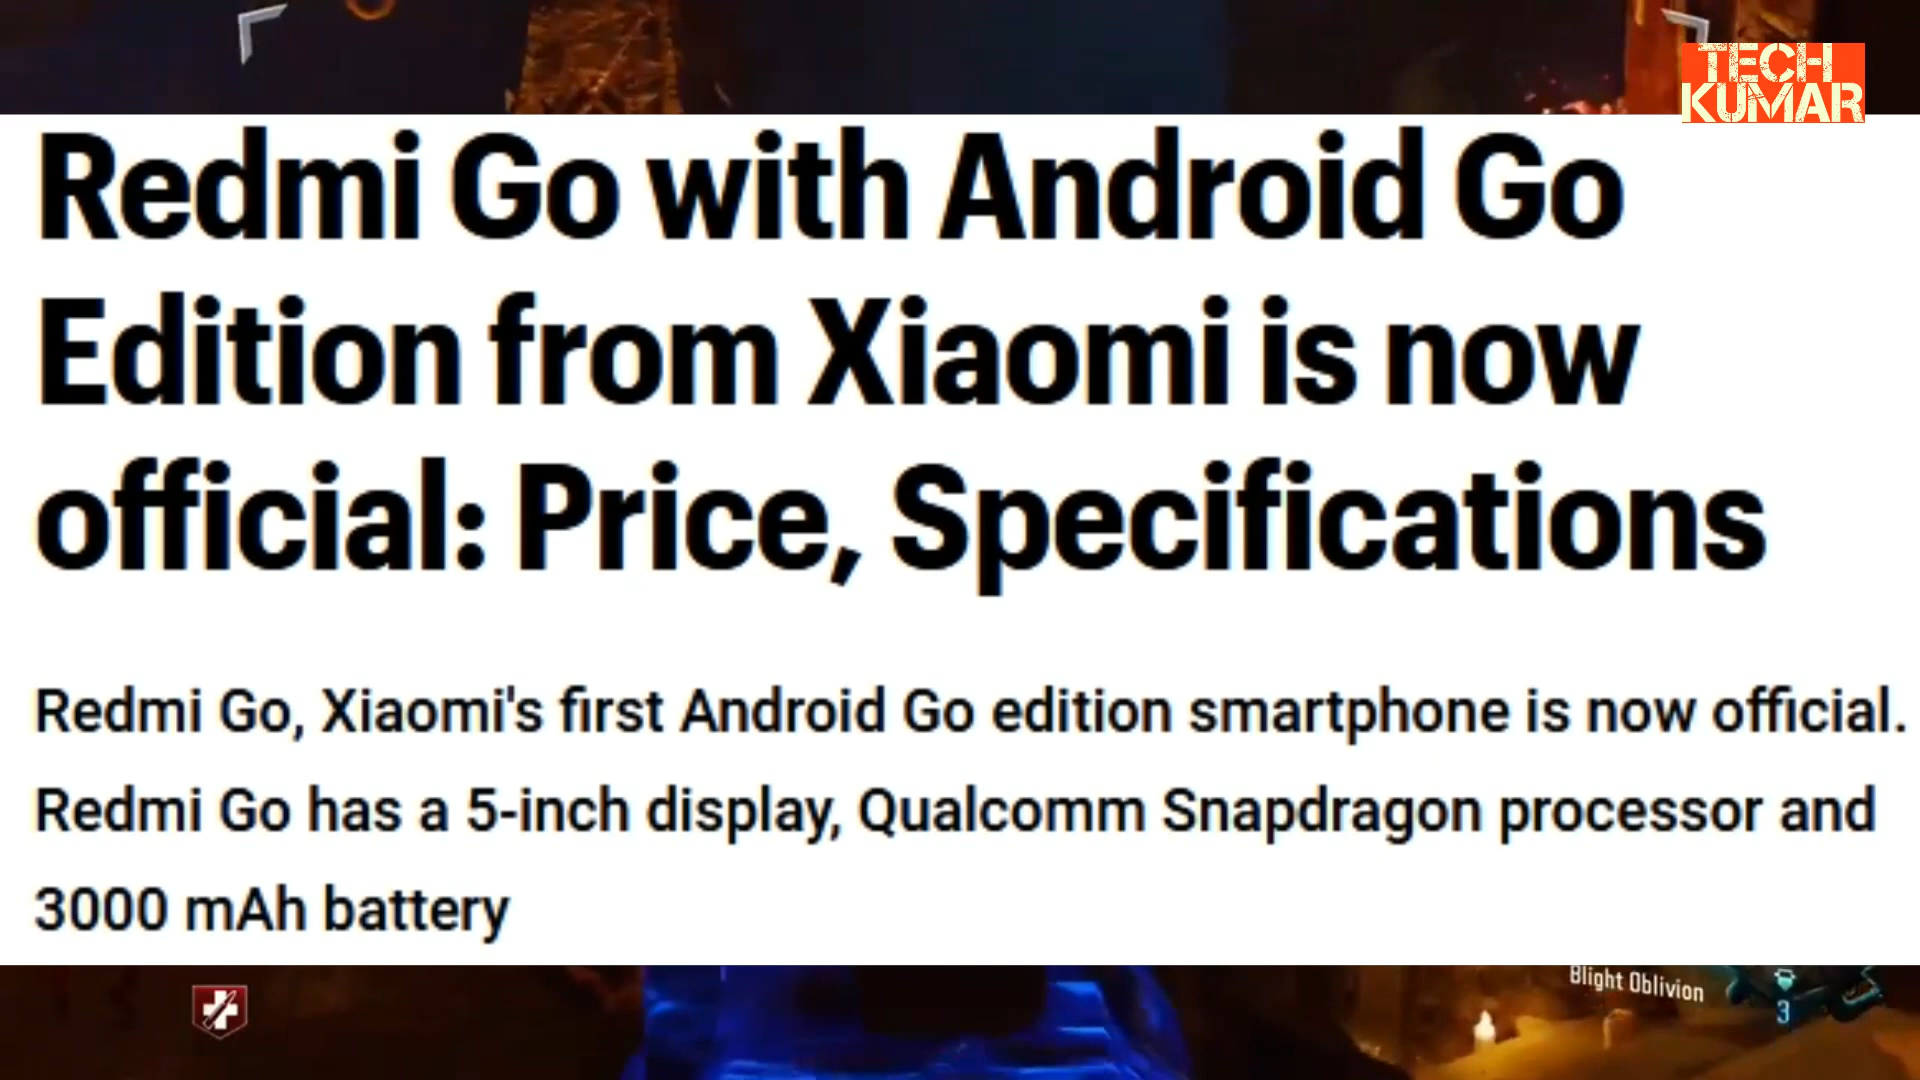 TECH
KUMAR
Redmi Go with Android Go
Edition from Xiaomi is now
official: Price, Specifications
Redmi Go, Xiaomi's first Android Go edition smartphone is now official.
Redmi Go has a 5-inch display, Qualcomm Snapdragon processor and
3000 mAh battery
Blight Oblivion
3